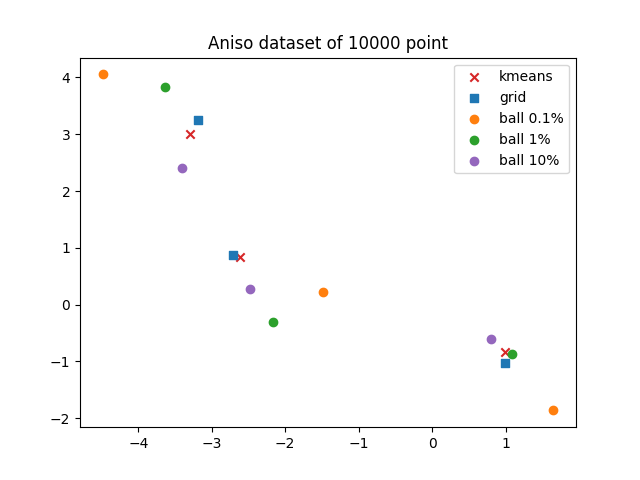 Aniso dataset of 10000 point
kmeans
grid
ball 0.1%
ball 1%
ball 10%
4
3
2
1
0
−1
−2
−4 −3 −2 −1 0 1